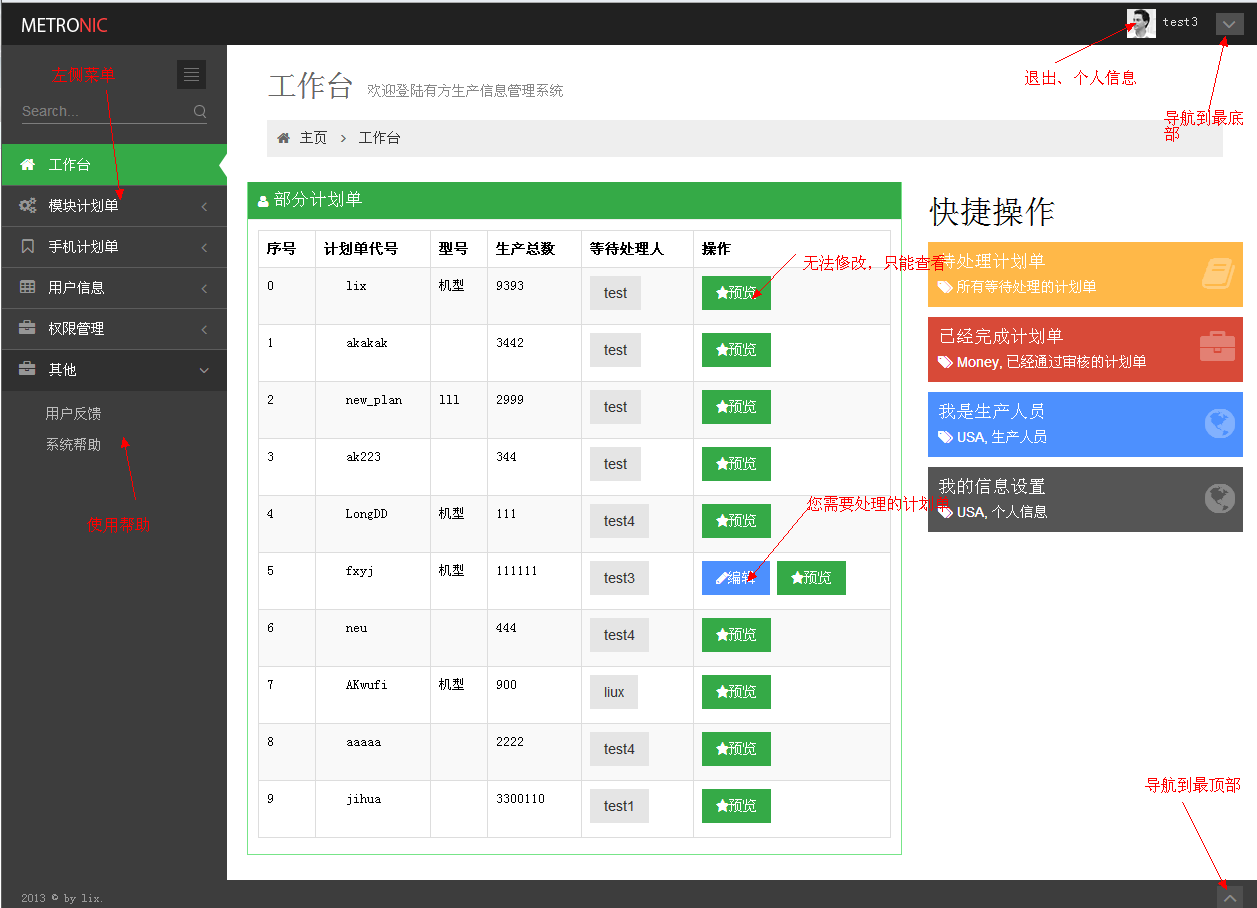 METRONIC
test3
左侧菜单
退出、个人信息
导航到最底
部
Search...
工作台
模块计划单
手机计划单
用户信息
权限管理
其他
用户反馈
系统帮助
使用帮助
工作台 欢迎登陆有方生产信息管理系统
主页 > 工作台
部分计划单
序号 计划单代号 型号 生产总数 等待处理人 操作
0 lix 机型 9393 test 预览
1 akakak 3442 test 预览
2 new_plan lll 2999 test 预览
3 ak223 344 test 预览
4 LongDD 机型 111 test4 预览
5 fxyj 机型 111111 test3 编辑 预览
6 neu 444 test4 预览
7 AKwufi 机型 900 liux 预览
8 aaaaa 2222 test4 预览
9 jihua 3300110 test1 预览
无法修改，只能查看
您需要处理的计划单
快捷操作
待处理计划单
所有等待处理的计划单
已经完成计划单
Money, 已经通过审核的计划单
我是生产人员
USA, 生产人员
我的信息设置
USA, 个人信息
导航到最顶部
2013 © by lix.